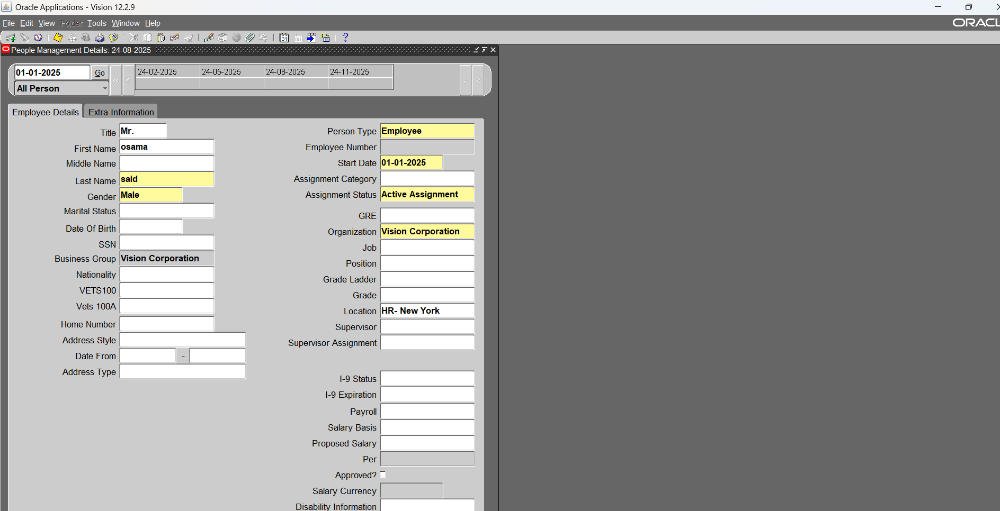 Oracle Applications - Vision 12.2.9
File Edit View Folder Tools Window Help
ORACL
People Management Details: 24-08-2025
01-01-2025 Go
All Person
24-02-2025 24-05-2025 24-08-2025 24-11-2025
Employee Details Extra Information
Title Mr.
First Name osama
Middle Name
Last Name said
Gender Male
Marital Status
Date Of Birth
SSN
Business Group Vision Corporation
Nationality
VETS100
Vets 100A
Home Number
Address Style
Date From -
Address Type
Person Type Employee
Employee Number
Start Date 01-01-2025
Assignment Category
Assignment Status Active Assignment
GRE
Organization Vision Corporation
Job
Position
Grade Ladder
Grade
Location HR- New York
Supervisor
Supervisor Assignment
I-9 Status
I-9 Expiration
Payroll
Salary Basis
Proposed Salary
Per
Approved?
Salary Currency
Disability Information